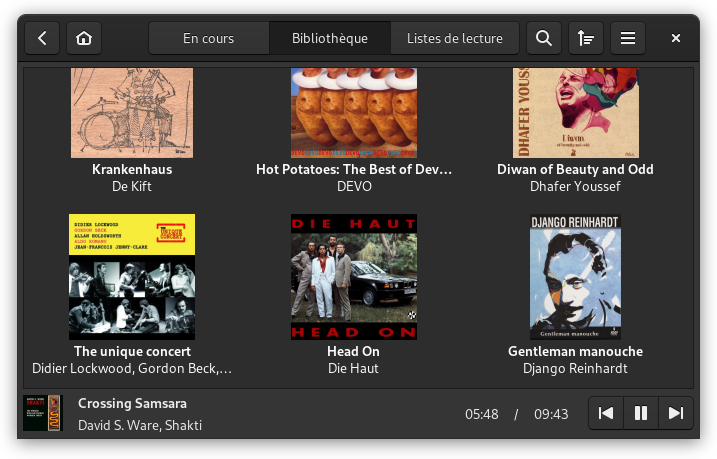 En cours
Bibliothèque
Listes de lecture
DHAFER YOUSS
Diwan
of beauty and odd
Krankenhaus
De Kift
Hot Potatoes: The Best of Dev…
DEVO
Diwan of Beauty and Odd
Dhafer Youssef
DIDIER LOCKWOOD
GORDON BECK
ALLAN HOLDSWORTH
ALDO ROMANO
JEAN-FRANCOIS JENNY-CLARK
THE
UNIQUE
CONCERT
DIE HAUT
HEAD ON
DJANGO REINHARDT
Gentleman manouche
The unique concert
Didier Lockwood, Gordon Beck,…
Head On
Die Haut
Gentleman manouche
Django Reinhardt
Crossing Samsara
David S. Ware, Shakti
05:48 / 09:43